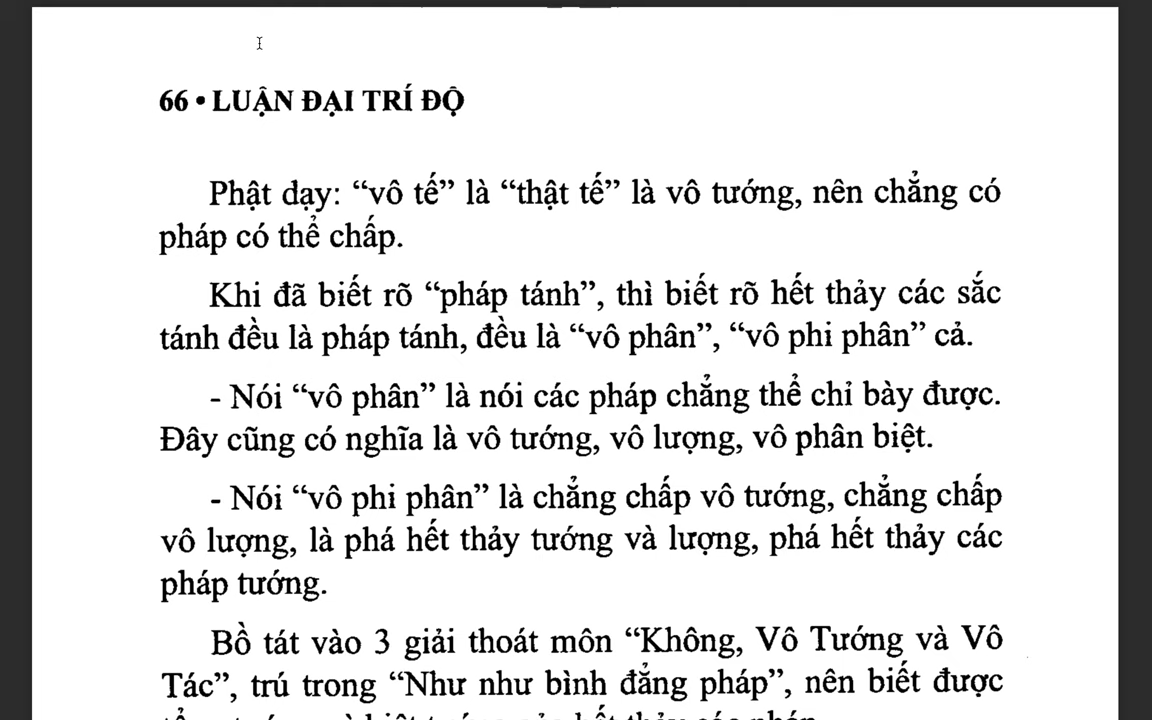 66 • LUẬN ĐẠI TRÍ ĐỘ
Phật dạy: “vô tế” là “thật tế” là vô tướng, nên chẳng có
pháp có thể chấp.
Khi đã biết rõ “pháp tánh”, thì biết rõ hết thảy các sắc
tánh đều là pháp tánh, đều là “vô phân”, “vô phi phân” cả.
- Nói “vô phân” là nói các pháp chẳng thể chỉ bày được.
Đây cũng có nghĩa là vô tướng, vô lượng, vô phân biệt.
- Nói “vô phi phân” là chẳng chấp vô tướng, chẳng chấp
vô lượng, là phá hết thảy tướng và lượng, phá hết thảy các
pháp tướng.
Bồ tát vào 3 giải thoát môn “Không, Vô Tướng và Vô
Tác”, trú trong “Như như bình đẳng pháp”, nên biết được